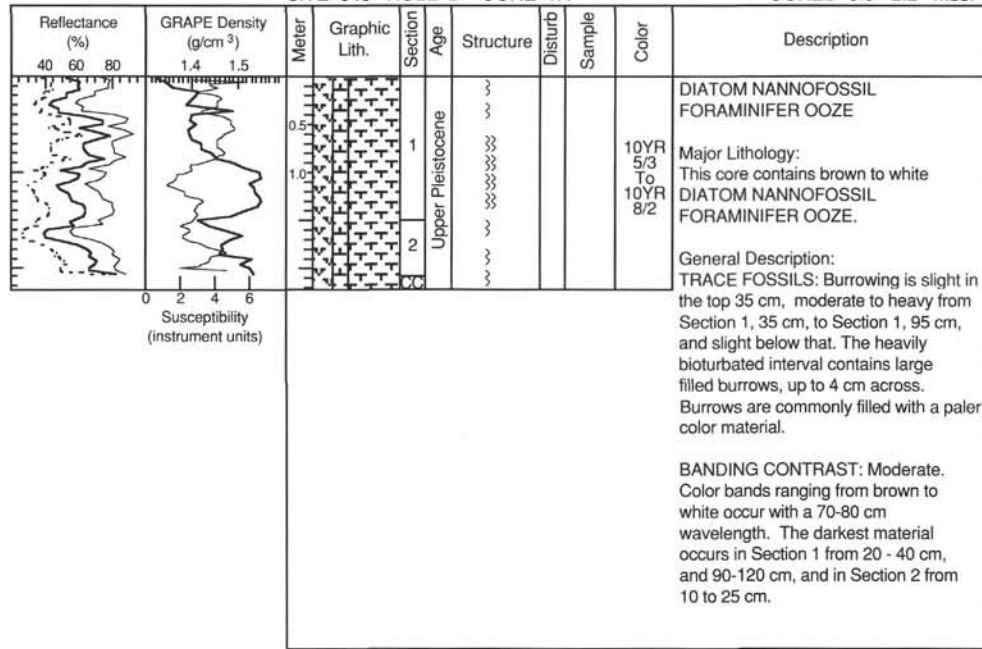 Reflectance
(%)
40 60 80
GRAPE Density
(g/cm 3)
1.4 1.5
0 2 4 6
Susceptibility
(instrument units)
Meter
0.5
1.0
Graphic
Lith.
Section
1
2
CC
Age
Upper Pleistocene
Structure
Disturb
Sample
Color
10YR
5/3
To
10YR
8/2
Description
DIATOM NANNOFOSSIL
FORAMINIFER OOZE
Major Lithology:
This core contains brown to white
DIATOM NANNOFOSSIL
FORAMINIFER OOZE.
General Description:
TRACE FOSSILS: Burrowing is slight in
the top 35 cm, moderate to heavy from
Section 1, 35 cm, to Section 1, 95 cm,
and slight below that. The heavily
bioturbated interval contains large
filled burrows, up to 4 cm across.
Burrows are commonly filled with a paler
color material.
BANDING CONTRAST: Moderate.
Color bands ranging from brown to
white occur with a 70-80 cm
wavelength. The darkest material
occurs in Section 1 from 20 - 40 cm,
and 90-120 cm, and in Section 2 from
10 to 25 cm.